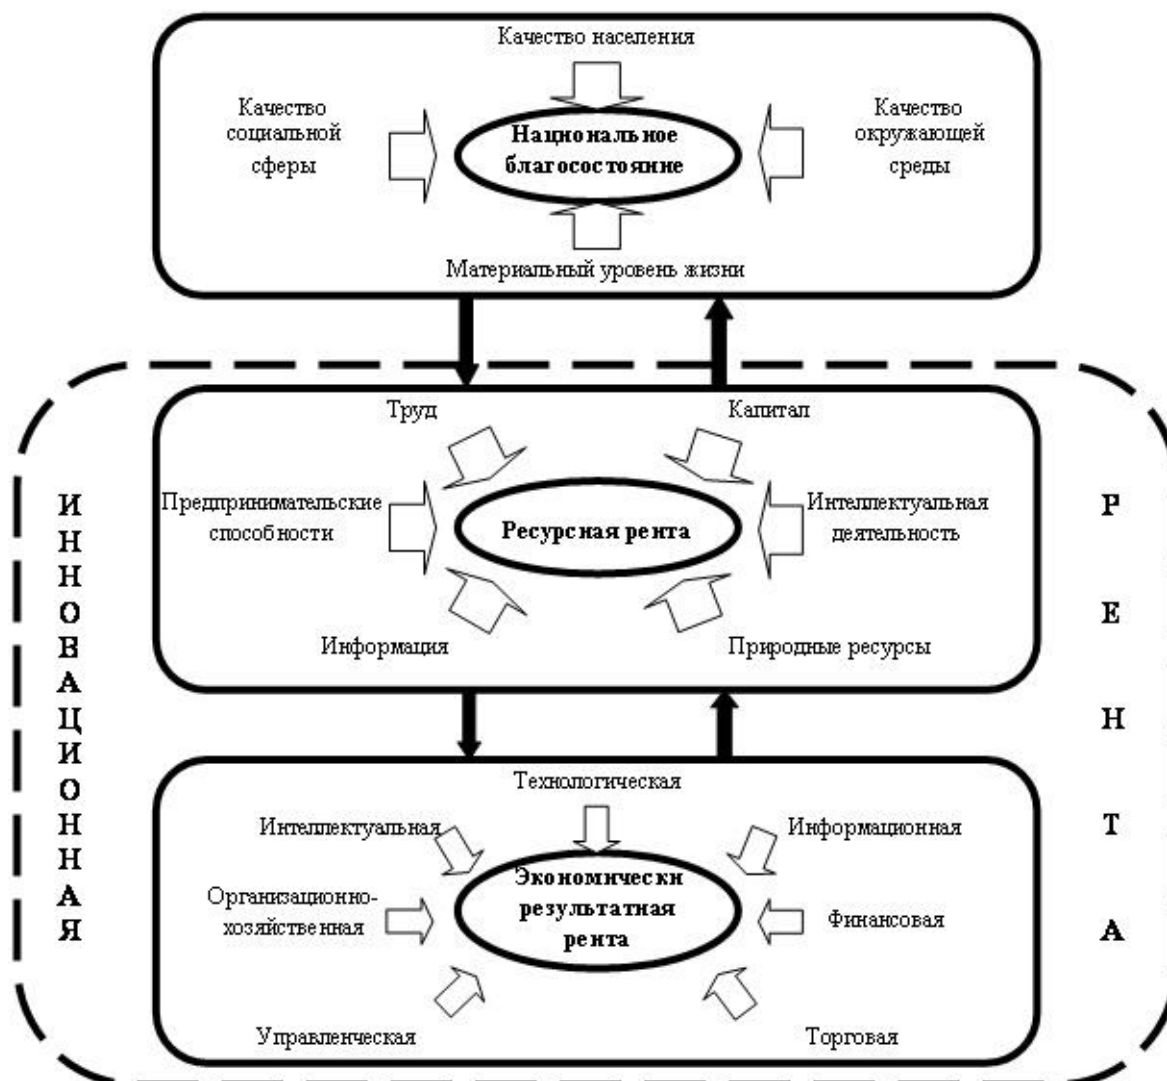 Качество населения
Качество
социальной
сферы
Национальное
благосостояние
Качество
окружающей
среды
Материальный уровень жизни
ИННОВАЦИОННАЯ
Труд
Капитал
Предпринимательские
способности
Ресурсная рента
Интеллектуальная
деятельность
Информация
Природные ресурсы
РЕНТА
Технологическая
Интеллектуальная
Информационная
Организационно-
хозяйственная
Экономически
результатная
рента
Финансовая
Управленческая
Торговая